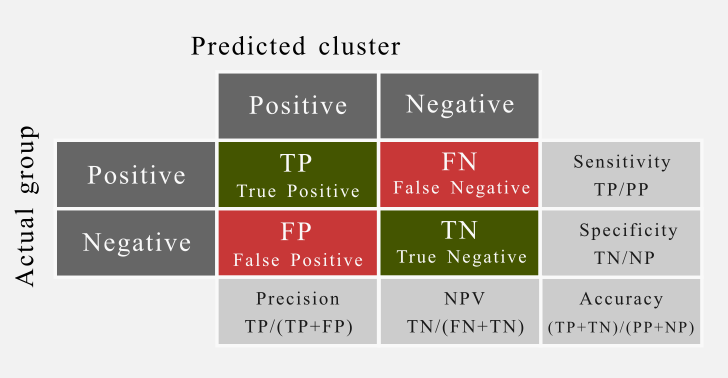 Predicted cluster
Positive
Negative
Actual group
Positive
TP
True Positive
FN
False Negative
Sensitivity
TP/PP
Negative
FP
False Positive
TN
True Negative
Specificity
TN/NP
Precision
TP/(TP+FP)
NPV
TN/(FN+TN)
Accuracy
(TP+TN)/(PP+NP)